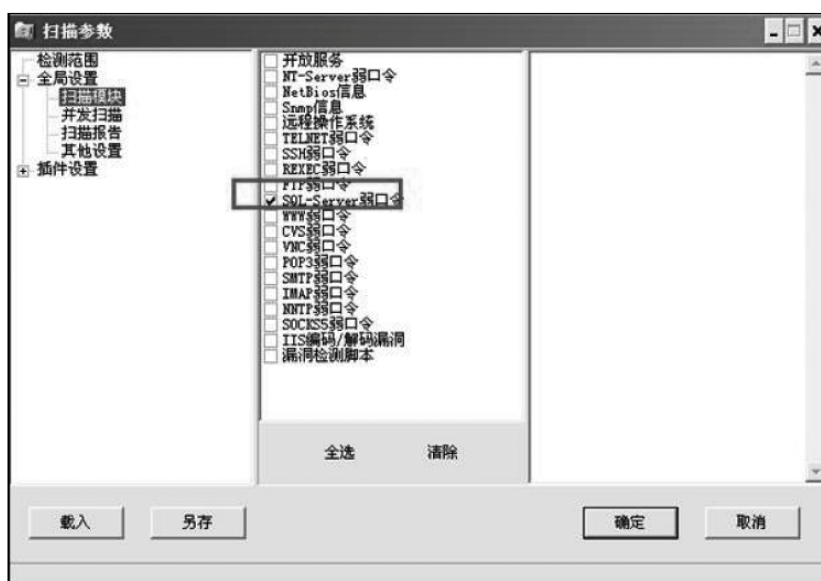 扫描参数
检测范围
全局设置
扫描模块
并发扫描
扫描报告
其他设置
插件设置
开放服务
NT-Server弱口令
NetBios信息
Snmp信息
远程操作系统
TELNET弱口令
SSH弱口令
REXEC弱口令
FTP弱口令
SQL-Server弱口令
WWW弱口令
CVS弱口令
VNC弱口令
POP3弱口令
SMTP弱口令
IMAP弱口令
NNTP弱口令
SOCKS5弱口令
IIS编码/解码漏洞
漏洞检测脚本
全选
清除
载入
另存
确定
取消